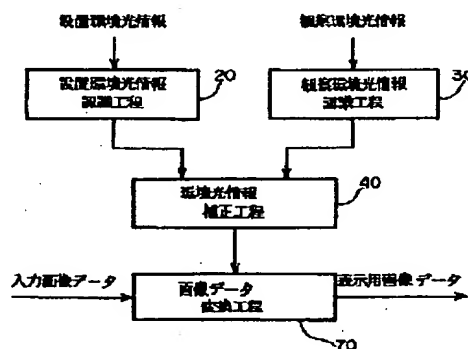 設置環境光情報
観察環境光情報
設置環境光情報
認識工程
20
観察環境光情報
認識工程
30
環境光情報
補正工程
40
入力画像データ
画像データ
変換工程
表示用画像データ
70